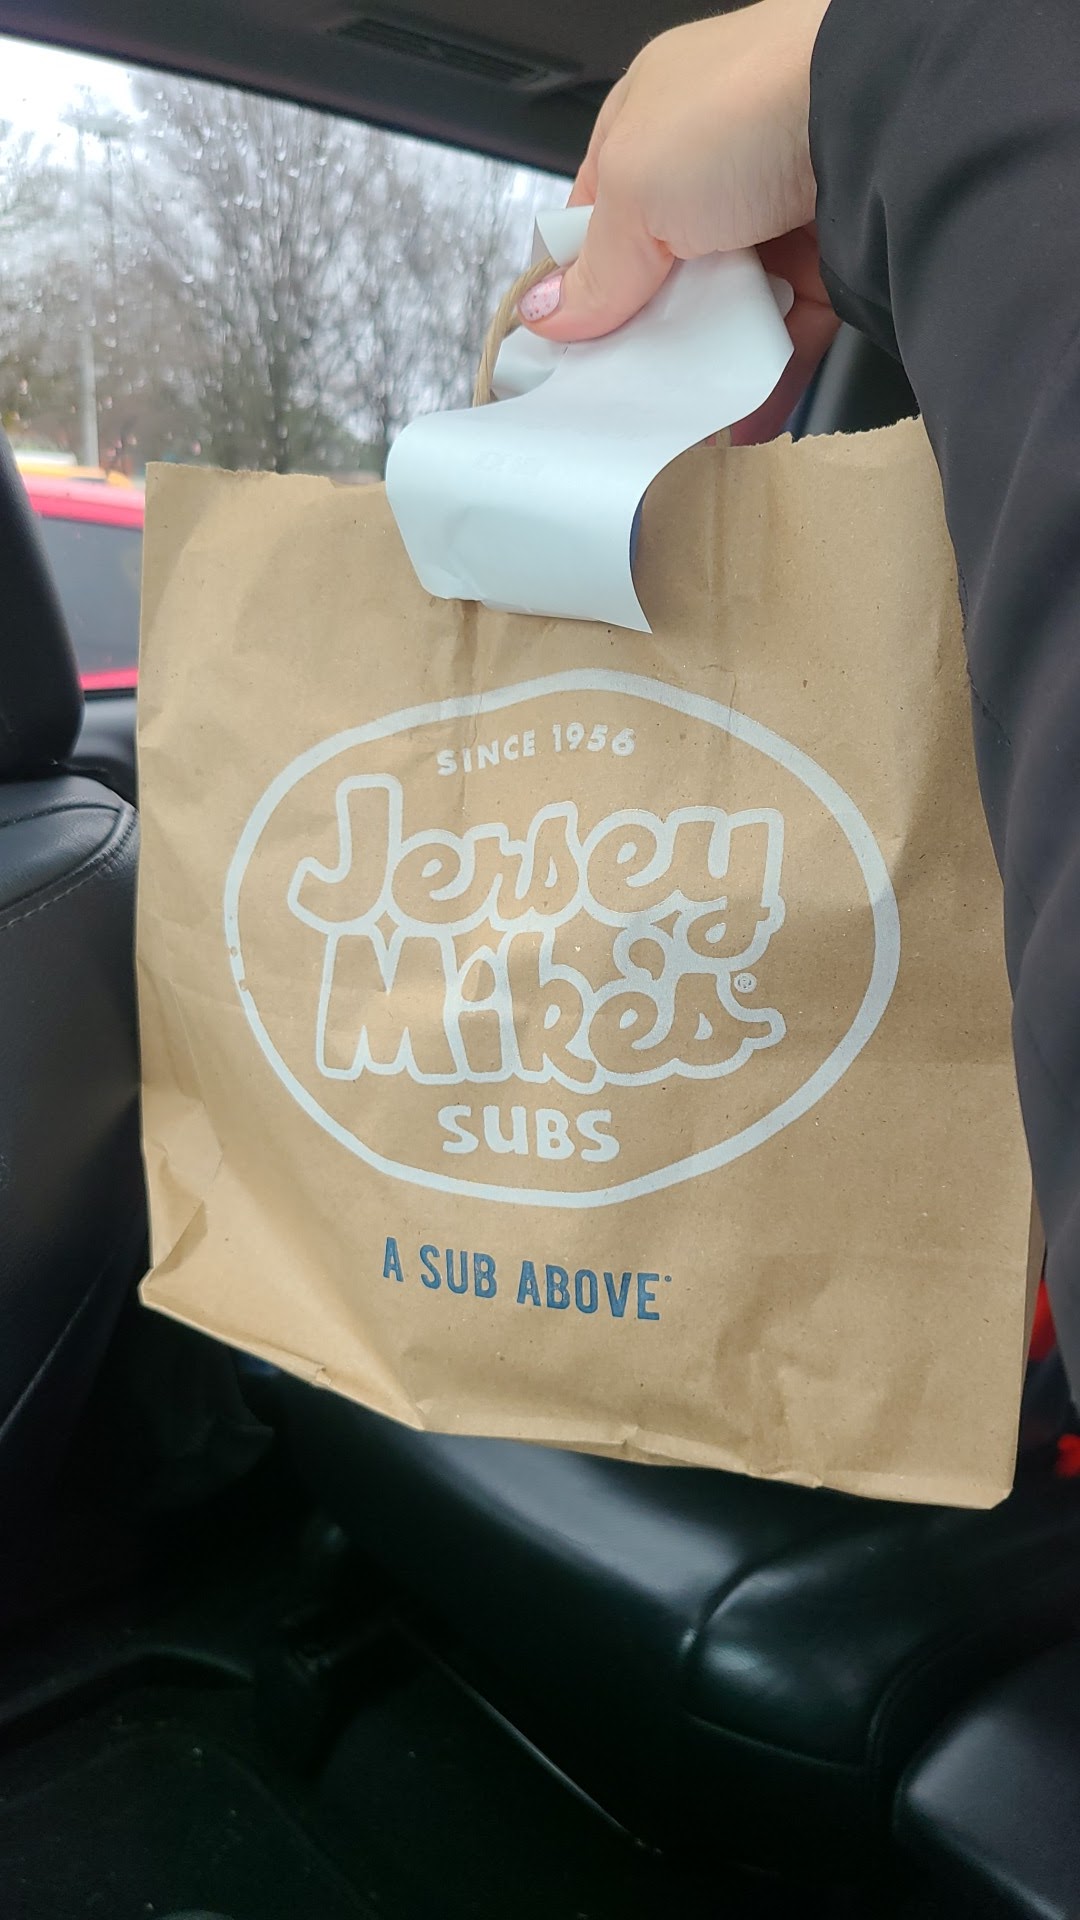 SINCE 1956
Jersey
Mike's®
SUBS
A SUB ABOVE®